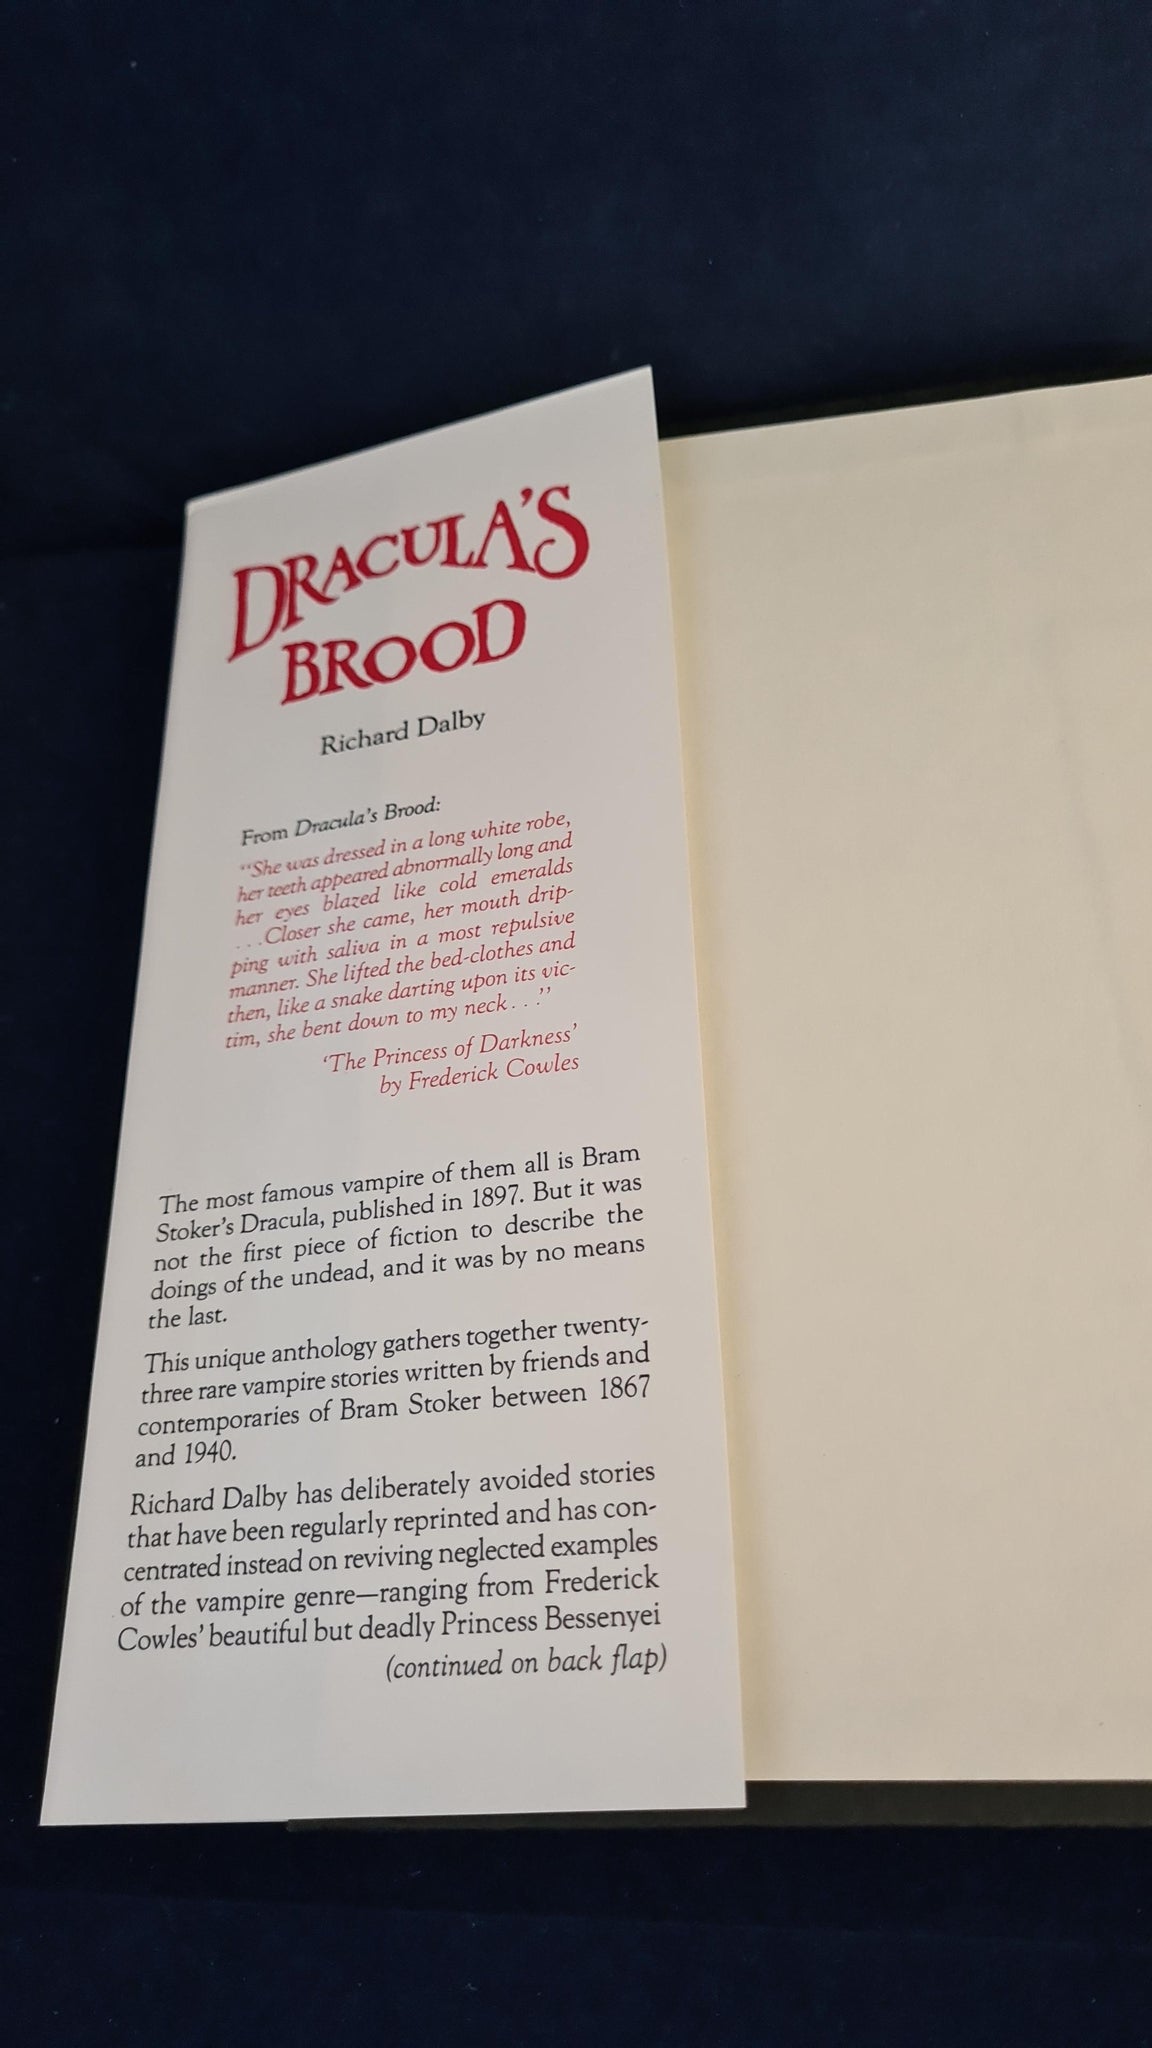 DRACULA'S
BROOD
Richard Dalby
From Dracula's Brood:
"She was dressed in a long white robe,
her teeth appeared abnormally long and
her eyes blazed like cold emeralds
. . .Closer she came, her mouth drip-
ping with saliva in a most repulsive
manner. She lifted the bed-clothes and
then, like a snake darting upon its vic-
tim, she bent down to my neck . . ."
'The Princess of Darkness'
by Frederick Cowles
The most famous vampire of them all is Bram
Stoker's Dracula, published in 1897. But it was
not the first piece of fiction to describe the
doings of the undead, and it was by no means
the last.
This unique anthology gathers together twenty-
three rare vampire stories written by friends and
contemporaries of Bram Stoker between 1867
and 1940.
Richard Dalby has deliberately avoided stories
that have been regularly reprinted and has con-
centrated instead on reviving neglected examples
of the vampire genre—ranging from Frederick
Cowles' beautiful but deadly Princess Bessenyei
(continued on back flap)